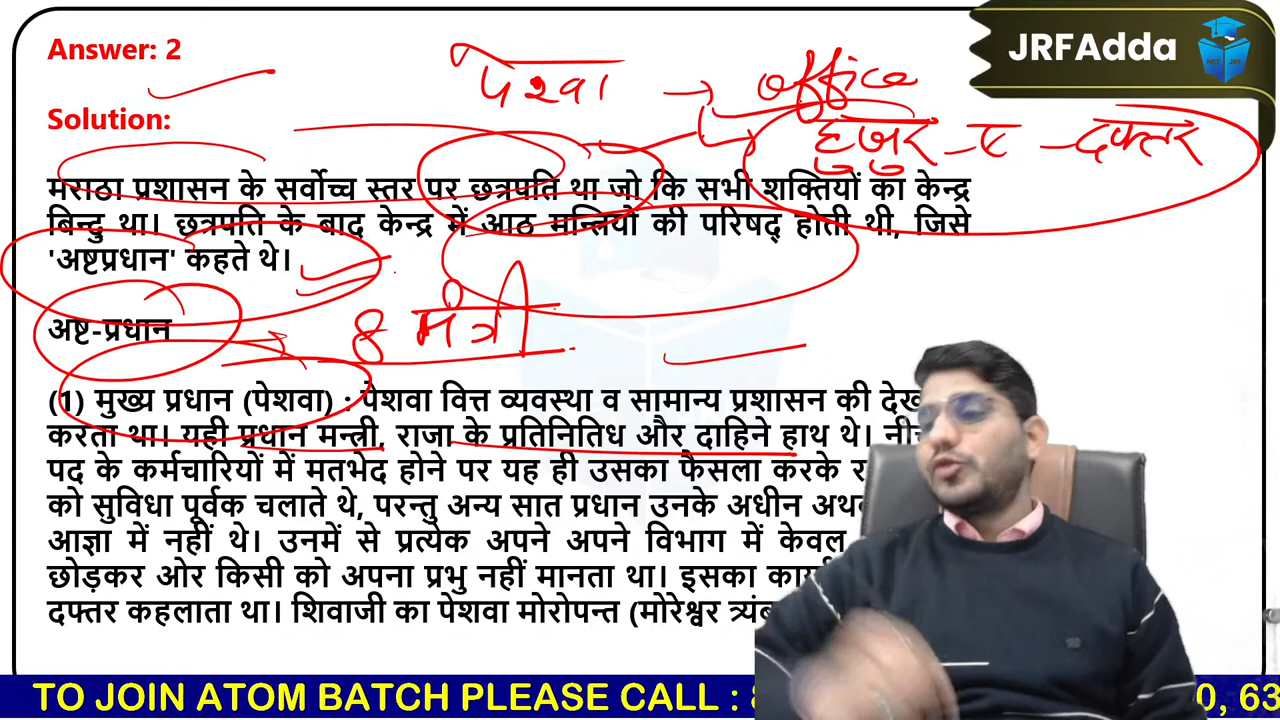 Answer: 2
JRFAdda
पेशवा → office
Solution:
हुजुर - ए - दफ्तर
मराठा प्रशासन के सर्वोच्च स्तर पर छत्रपति था जो कि सभी शक्तियों का केन्द्र
बिन्दु था। छत्रपति के बाद केन्द्र में आठ मन्त्रियों की परिषद् होती थी, जिसे
'अष्टप्रधान' कहते थे।
अष्ट-प्रधान → 8 मंत्री
(1) मुख्य प्रधान (पेशवा) : पेशवा वित्त व्यवस्था व सामान्य प्रशासन की देख
करता था। यही प्रधान मन्त्री, राजा के प्रतिनितिध और दाहिने हाथ थे।
पद के कर्मचारियों में मतभेद होने पर यह ही उसका फैसला करके
को सुविधा पूर्वक चलाते थे, परन्तु अन्य सात प्रधान उनके अधीन
आज्ञा में नहीं थे। उनमें से प्रत्येक अपने अपने विभाग में केवल
छोड़कर ओर किसी को अपना प्रभु नहीं मानता था। इसका
दफ्तर कहलाता था। शिवाजी का पेशवा मोरोपन्त (मोरेश्वर
TO JOIN ATOM BATCH PLEASE CALL : 0, 63